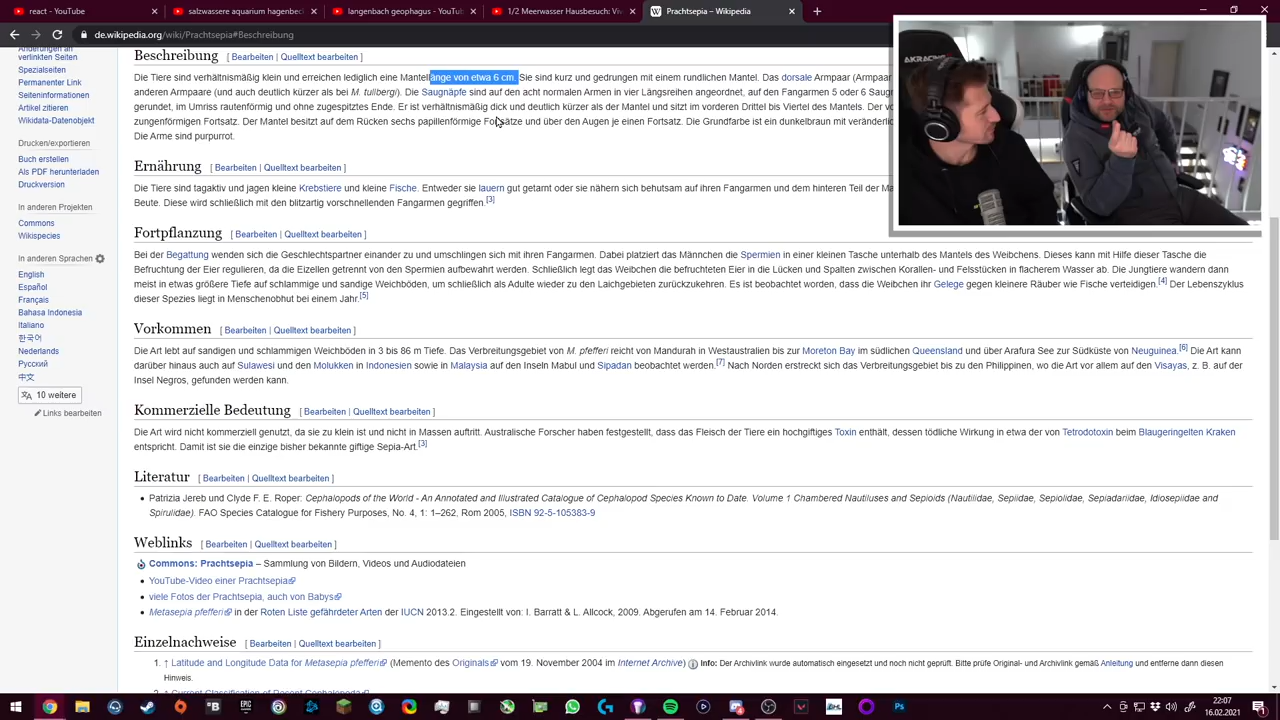 YouTube
langbarsch geophagus - YouTube
1/2 Meerwasser Hausbesuch: Vi
Prachtsepia – Wikipedia
de.wikipedia.org/wiki/Prachtsepia#Beschreibung
Änderungen an
verlinkten Seiten
Spezialseiten
Permanenter Link
Seiteninformationen
Artikel zitieren
Wikidata-Datenobjekt
Drucken/exportieren
Buch erstellen
Als PDF herunterladen
Druckversion
In anderen Projekten
Commons
Wikispecies
In anderen Sprachen
English
Español
Français
Bahasa Indonesia
Italiano
한국어
Nederlands
Русский
中文
10 weitere
Links bearbeiten
Beschreibung [ Bearbeiten | Quelltext bearbeiten ]
Die Tiere sind verhältnismäßig klein und erreichen lediglich eine Mantellänge von etwa 6 cm. Sie sind kurz und gedrungen mit einem rundlichen Mantel. Das dorsale Armpaar (Armpaar
anderen Armpaare (und auch deutlich kürzer als bei M. tullbergi). Die Saugnäpfe sind auf den acht normalen Armen in vier Längsreihen angeordnet, auf den Fangarmen 5 oder 6 Saug
gerundet, im Umriss rautenförmig und ohne zugespitztes Ende. Er ist verhältnismäßig dick und deutlich kürzer als der Mantel und sitzt im vorderen Drittel bis Viertel des Mantels. Der vo
zungenförmigen Fortsatz. Der Mantel besitzt auf dem Rücken sechs papillenförmige Fortsätze und über den Augen je einen Fortsatz. Die Grundfarbe ist ein dunkelbraun mit veränderlic
Die Arme sind purpurrot.
Ernährung [ Bearbeiten | Quelltext bearbeiten ]
Die Tiere sind tagaktiv und jagen kleine Krebstiere und kleine Fische. Entweder sie lauern gut getarnt oder sie nähern sich behutsam auf ihren Fangarmen und dem hinteren Teil der Ma
Beute. Diese wird schließlich mit den blitzartig vorschnellenden Fangarmen gegriffen.[3]
Fortpflanzung [ Bearbeiten | Quelltext bearbeiten ]
Bei der Begattung wenden sich die Geschlechtspartner einander zu und umschlingen sich mit ihren Fangarmen. Dabei platziert das Männchen die Spermien in einer kleinen Tasche unterhalb des Mantels des Weibchens. Dieses kann mit Hilfe dieser Tasche die
Befruchtung der Eier regulieren, da die Eizellen getrennt von den Spermien aufbewahrt werden. Schließlich legt das Weibchen die befruchteten Eier in die Lücken und Spalten zwischen Korallen- und Felsstücken in flacherem Wasser ab. Die Jungtiere wandern dann
meist in etwas größere Tiefe auf schlammige und sandige Weichböden, um schließlich als Adulte wieder zu den Laichgebieten zurückzukehren. Es ist beobachtet worden, dass die Weibchen ihr Gelege gegen kleinere Räuber wie Fische verteidigen.[4] Der Lebenszyklus
dieser Spezies liegt in Menschenobhut bei einem Jahr.[5]
Vorkommen [ Bearbeiten | Quelltext bearbeiten ]
Die Art lebt auf sandigen und schlammigen Weichböden in 3 bis 86 m Tiefe. Das Verbreitungsgebiet von M. pfefferi reicht von Mandurah in Westaustralien bis zur Moreton Bay im südlichen Queensland und über Arafura See zur Südküste von Neuguinea.[6] Die Art kann
darüber hinaus auch auf Sulawesi und den Molukken in Indonesien sowie in Malaysia auf den Inseln Mabul und Sipadan beobachtet werden.[7] Nach Norden erstreckt sich das Verbreitungsgebiet bis zu den Philippinen, wo die Art vor allem auf den Visayas, z. B. auf der
Insel Negros, gefunden werden kann.
Kommerzielle Bedeutung [ Bearbeiten | Quelltext bearbeiten ]
Die Art wird nicht kommerziell genutzt, da sie zu klein ist und nicht in Massen auftritt. Australische Forscher haben festgestellt, dass das Fleisch der Tiere ein hochgiftiges Toxin enthält, dessen tödliche Wirkung in etwa der von Tetrodotoxin beim Blaugeringelten Kraken
entspricht. Damit ist sie die einzige bisher bekannte giftige Sepia-Art.[3]
Literatur [ Bearbeiten | Quelltext bearbeiten ]
Patrizia Jereb und Clyde F. E. Roper: Cephalopods of the World - An Annotated and Illustrated Catalogue of Cephalopod Species Known to Date. Volume 1 Chambered Nautiluses and Sepioids (Nautilidae, Sepiidae, Sepiolidae, Sepiadariidae, Idiosepiidae and
Spirulidae). FAO Species Catalogue for Fishery Purposes, No. 4, 1: 1–262, Rom 2005, ISBN 92-5-105383-9
Weblinks [ Bearbeiten | Quelltext bearbeiten ]
Commons: Prachtsepia – Sammlung von Bildern, Videos und Audiodateien
YouTube-Video einer Prachtsepia
viele Fotos der Prachtsepia, auch von Babys
Metasepia pfefferi in der Roten Liste gefährdeter Arten der IUCN 2013.2. Eingestellt von: I. Barratt & L. Allcock, 2009. Abgerufen am 14. Februar 2014.
Einzelnachweise [ Bearbeiten | Quelltext bearbeiten ]
1. ↑ Latitude and Longitude Data for Metasepia pfefferi (Memento des Originals vom 19. November 2004 im Internet Archive) Info: Der Archivlink wurde automatisch eingesetzt und noch nicht geprüft. Bitte prüfe Original- und Archivlink gemäß Anleitung und entferne dann diesen
Hinweis.
2. ↑ Current Classification of Recent Cephalopoda
AKRACING
EPIC
Ps
22:07
16.02.2021